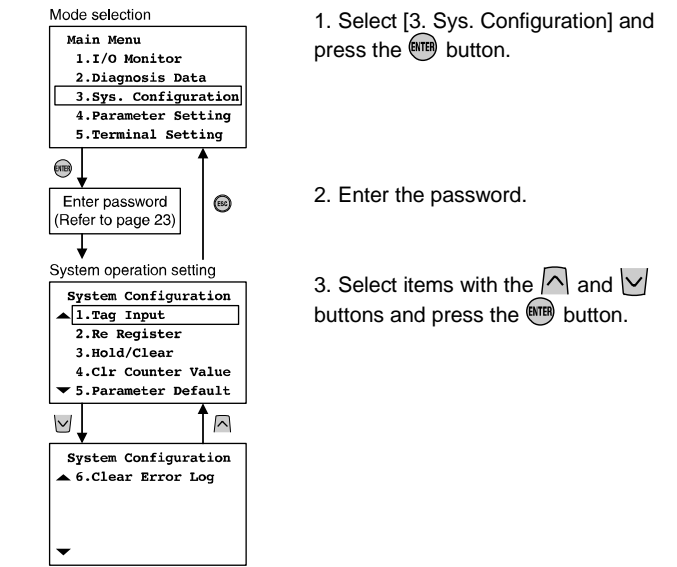 Mode selection
Main Menu
1.I/O Monitor
2.Diagnosis Data
3.Sys. Configuration
4.Parameter Setting
5.Terminal Setting
ENTER
Enter password
(Refer to page 23)
ESC
System operation setting
System Configuration
1.Tag Input
2.Re Register
3.Hold/Clear
4.Clr Counter Value
5.Parameter Default
System Configuration
6.Clear Error Log
1. Select [3. Sys. Configuration] and
press the ENTER button.
2. Enter the password.
3. Select items with the and
buttons and press the ENTER button.